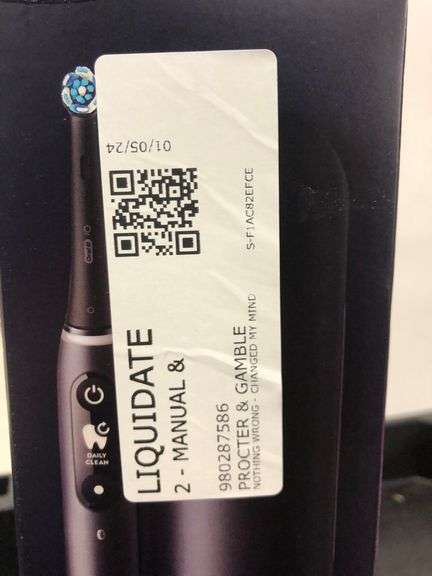 01/05/24
S-F1AC82EFCE
LIQUIDATE
2 - MANUAL &
980287586
PROCTER & GAMBLE
NOTHING WRONG - CHANGED MY MIND
DAILY
CLEAN